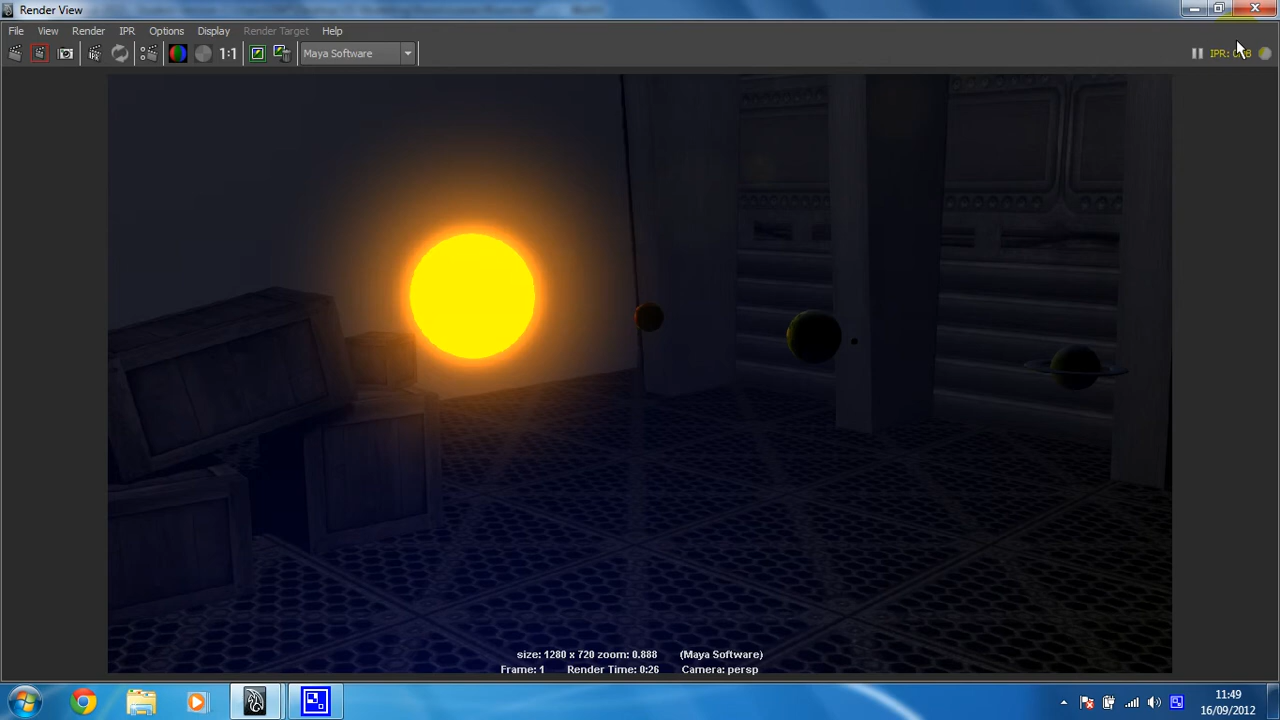 Render View
File View Render IPR Options Display Render Target Help
1:1 Maya Software
IPR:
size: 1280 x 720 zoom: 0.888 (Maya Software)
Frame: 1 Render Time: 0:26 Camera: persp
11:49
16/09/2012